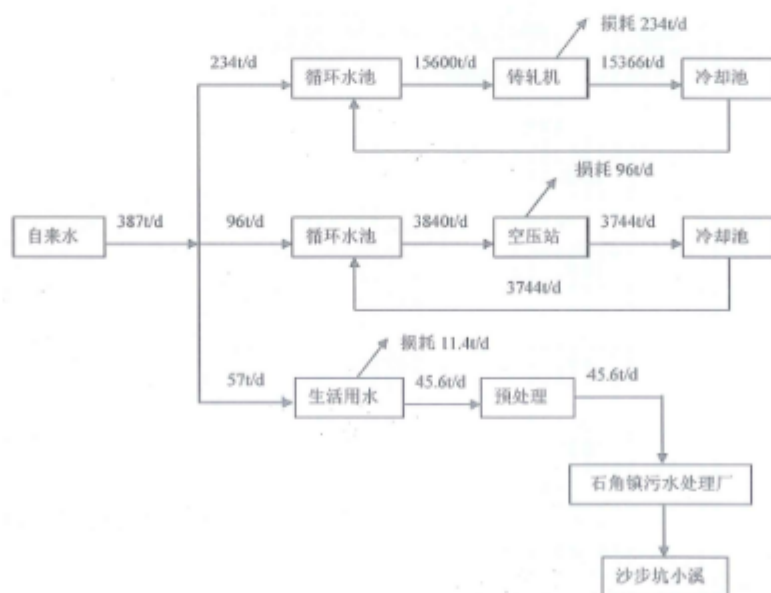 损耗 234t/d
234t/d
15600t/d
15366t/d
循环水池
铸轧机
冷却池
损耗 96t/d
387t/d
96t/d
3840t/d
3744t/d
自来水
循环水池
空压站
冷却池
3744t/d
损耗 11.4t/d
57t/d
45.6t/d
45.6t/d
生活用水
预处理
石角镇污水处理厂
沙步坑小溪